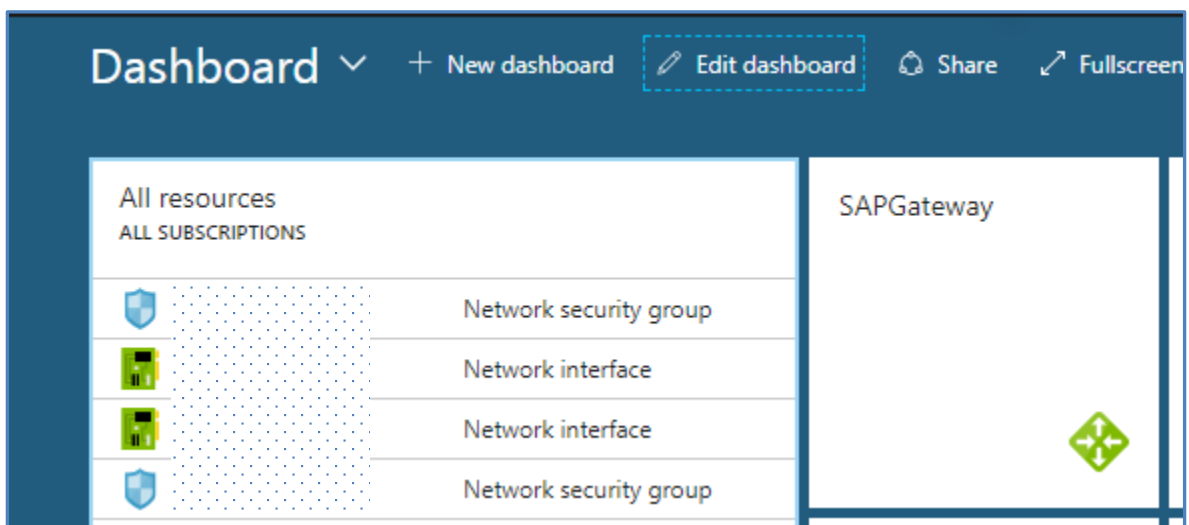 Dashboard
New dashboard
Edit dashboard
Share
Fullscreen
All resources
ALL SUBSCRIPTIONS
Network security group
Network interface
Network interface
Network security group
SAPGateway